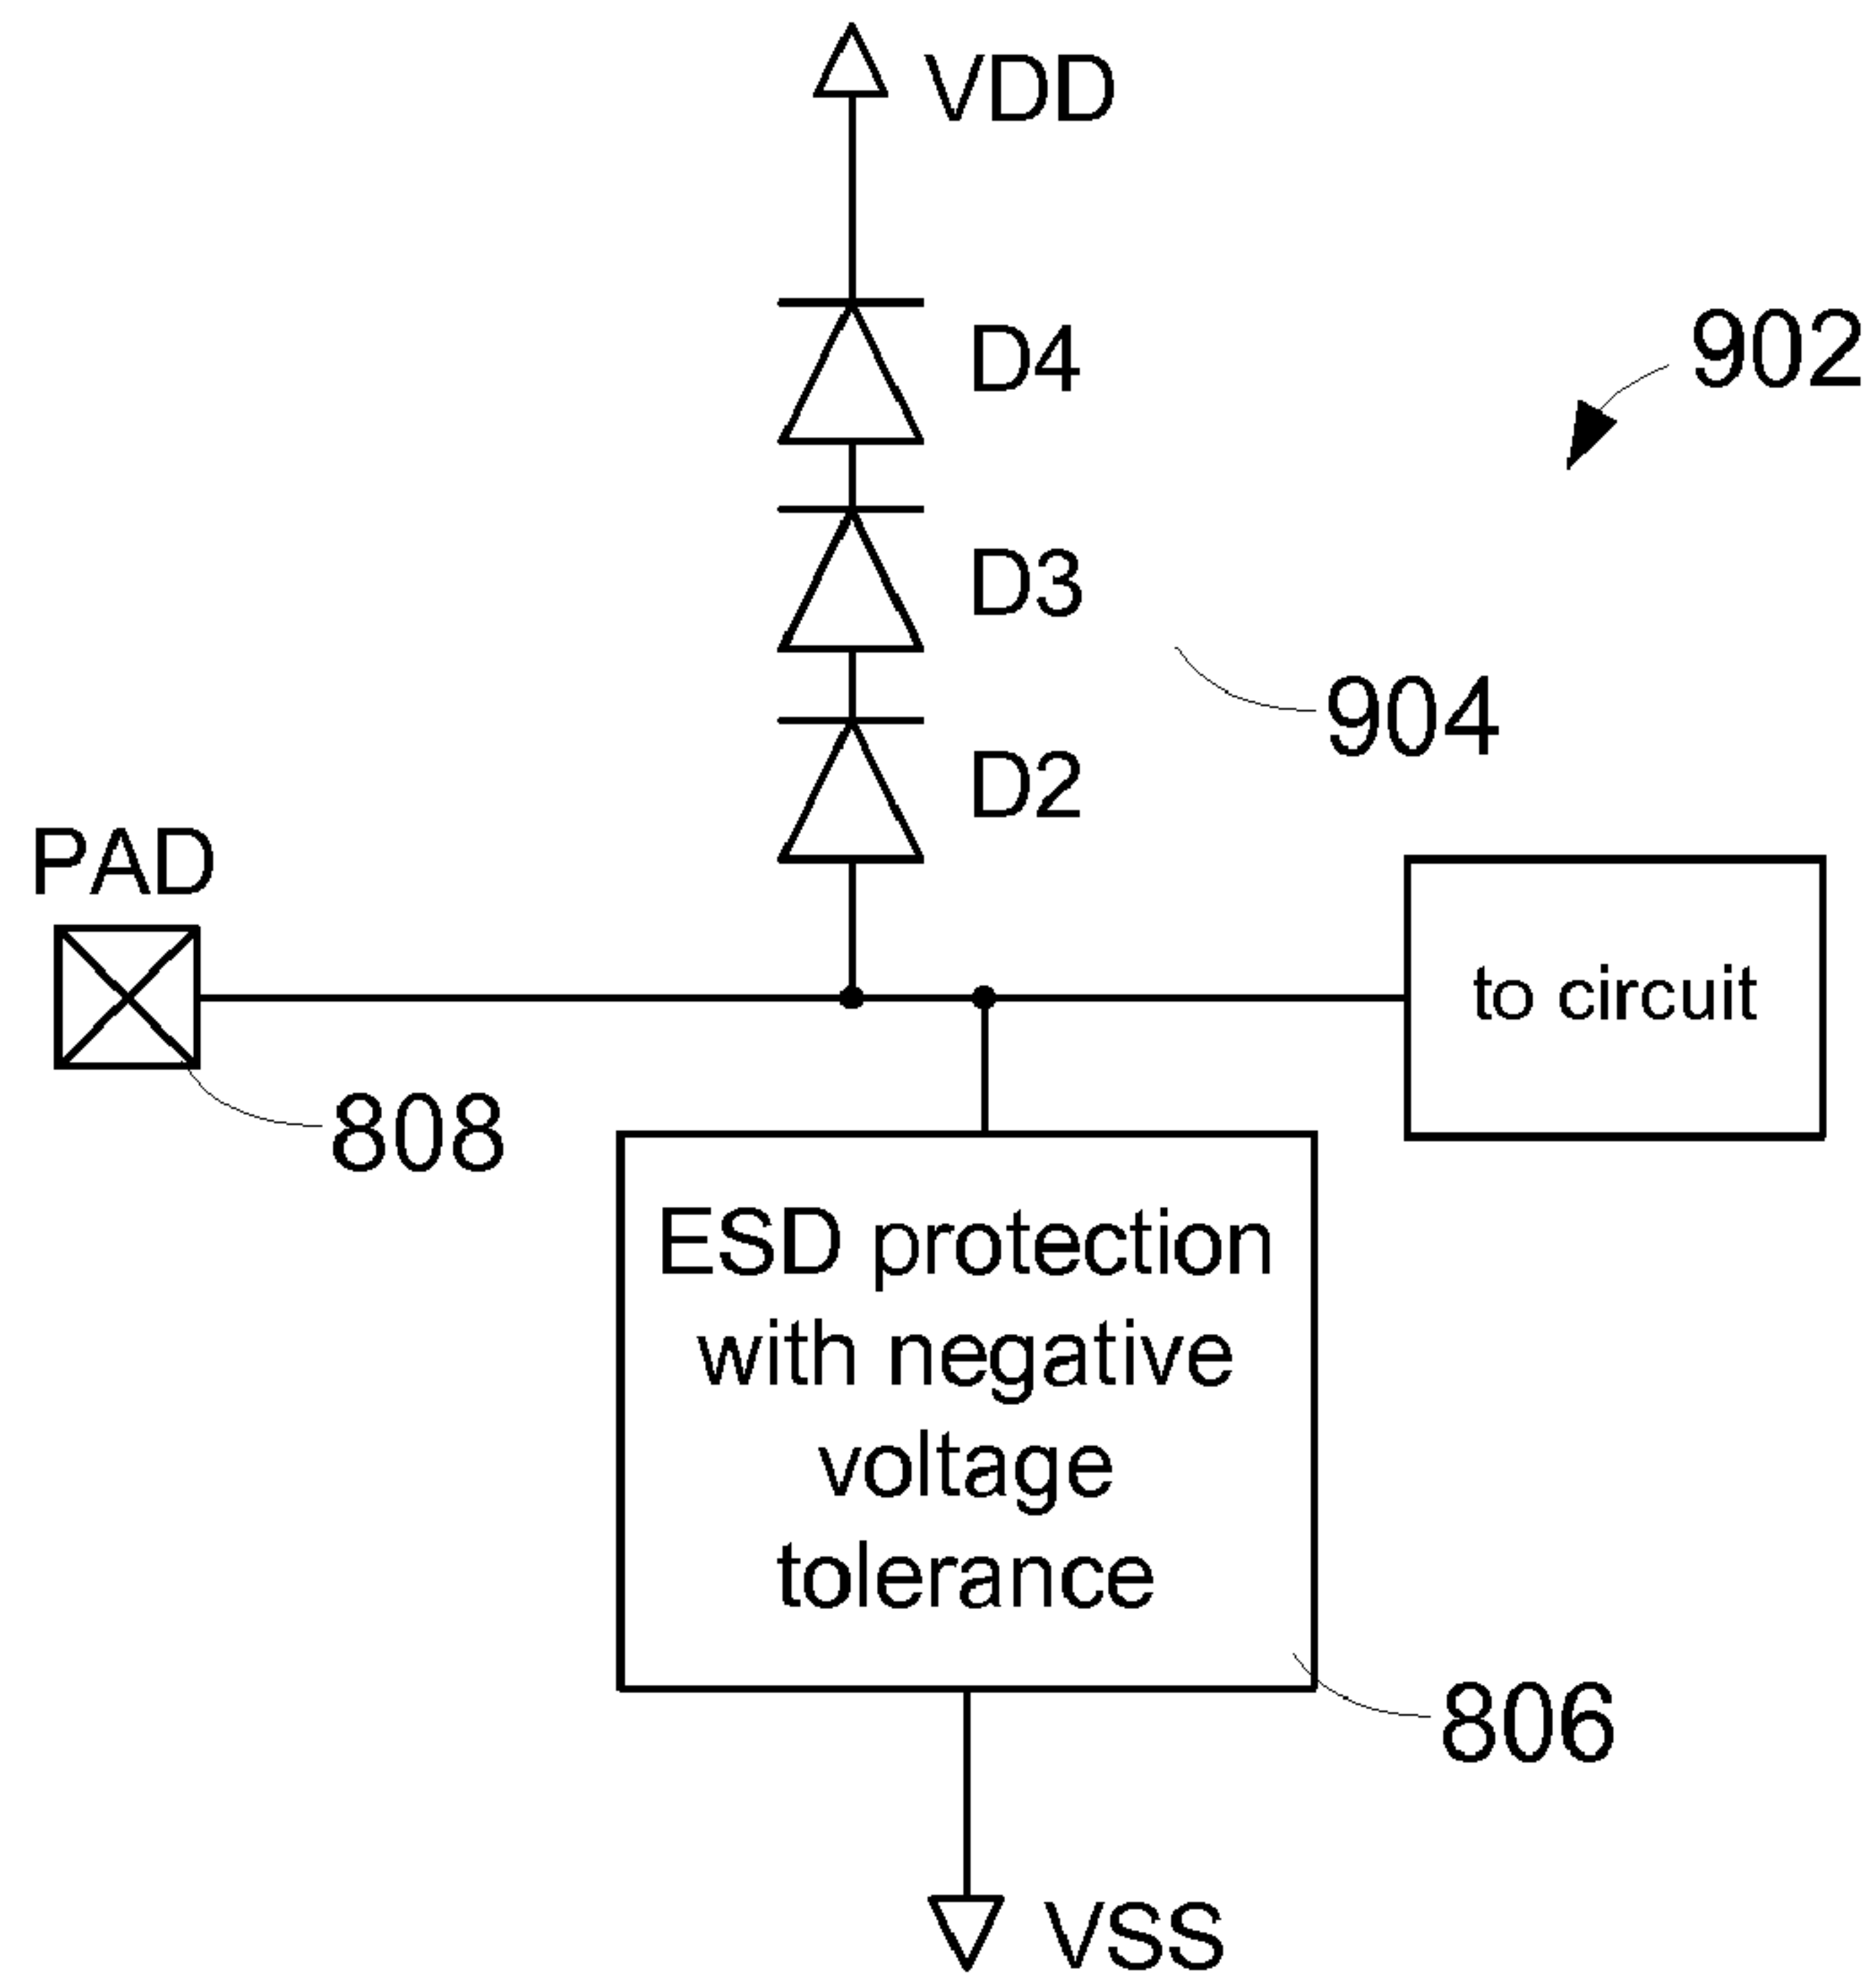 VDD
D4
902
D3
904
D2
PAD
to circuit
808
ESD protection
with negative
voltage
tolerance
806
VSS